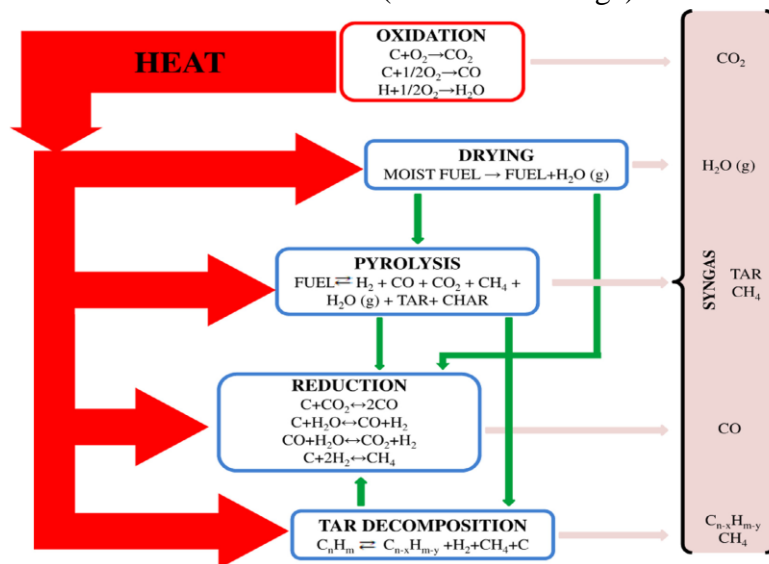 OXIDATION
C+O₂→CO₂
C+1/2O₂→CO
H+1/2O₂→H₂O
HEAT
CO₂
DRYING
MOIST FUEL → FUEL+H₂O (g)
H₂O (g)
PYROLYSIS
FUEL⇄ H₂ + CO + CO₂ + CH₄ +
H₂O (g) + TAR+ CHAR
SYNGAS
TAR
CH₄
REDUCTION
C+CO₂↔2CO
C+H₂O↔CO+H₂
CO+H₂O↔CO₂+H₂
C+2H₂↔CH₄
CO
TAR DECOMPOSITION
CₙHₘ ⇄ Cₙ₋ₓHₘ₋ᵧ +H₂+CH₄+C
Cₙ₋ₓHₘ₋ᵧ
CH₄